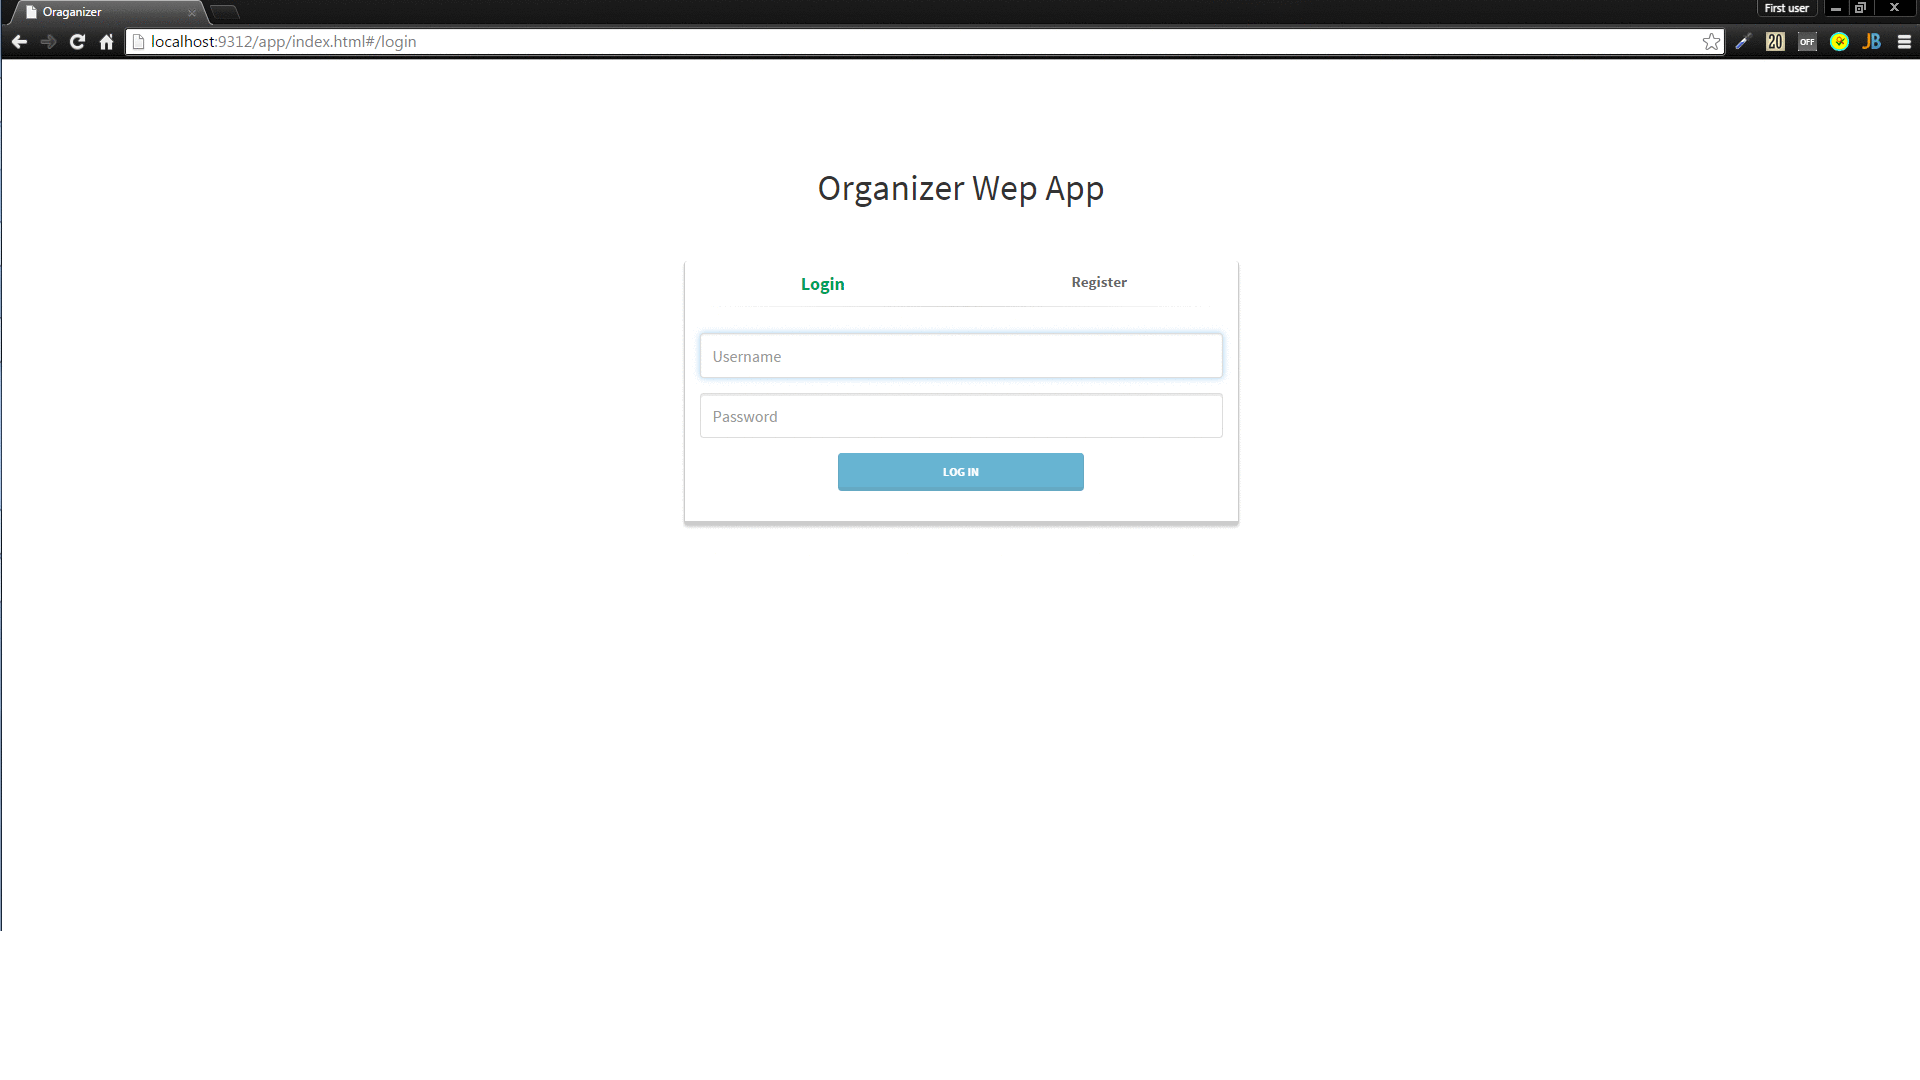 Oraganizer
First user
localhost:9312/app/index.html#/login
20
OFF
JB
Organizer Wep App
Login
Register
Username
Password
LOG IN